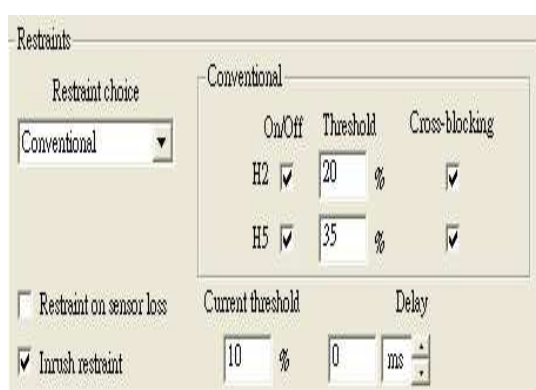 Restraints
Restraint choice
Conventional
Conventional
On/Off Threshold Cross-blocking
H2 20 %
H5 35 %
Restraint on sensor loss
Current threshold Delay
Inrush restraint 10 % 0 ms